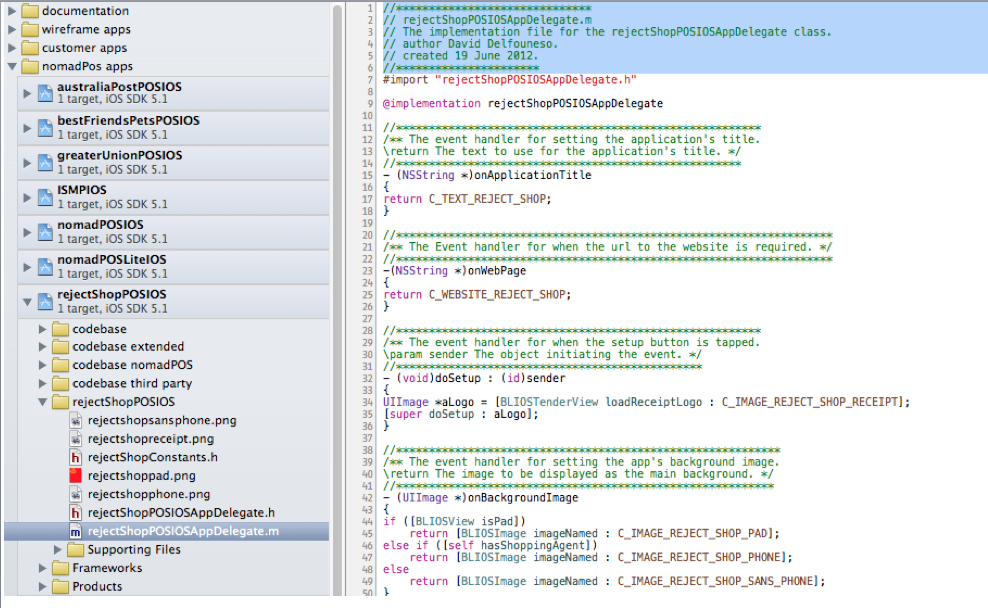 documentation
wireframe apps
customer apps
nomadPos apps
australiaPostPOSIOS
1 target, iOS SDK 5.1
bestFriendsPetsPOSIOS
1 target, iOS SDK 5.1
greaterUnionPOSIOS
1 target, iOS SDK 5.1
ISMPIOS
1 target, iOS SDK 5.1
nomadPOSIOS
1 target, iOS SDK 5.1
nomadPOSLiteIOS
1 target, iOS SDK 5.1
rejectShopPOSIOS
1 target, iOS SDK 5.1
codebase
codebase extended
codebase nomadPOS
codebase third party
rejectShopPOSIOS
rejectshopsansphone.png
rejectshopreceipt.png
rejectShopConstants.h
rejectshoppad.png
rejectshopphone.png
rejectShopPOSIOSAppDelegate.h
rejectShopPOSIOSAppDelegate.m
Supporting Files
Frameworks
Products
1 //******************************
2 // rejectShopPOSIOSAppDelegate.m
3 // The implementation file for the rejectShopPOSIOSAppDelegate class.
4 // author David Delfouneso.
5 // created 19 June 2012.
6 //**********************
7 #import "rejectShopPOSIOSAppDelegate.h"
8
9 @implementation rejectShopPOSIOSAppDelegate
10
11 //********************************************************
12 /** The event handler for setting the application's title.
13 \return The text to use for the application's title. */
14 //*****************************************************
15 - (NSString *)onApplicationTitle
16 {
17 return C_TEXT_REJECT_SHOP;
18 }
19
20 //*******************************************************************
21 /** The Event handler for when the url to the website is required. */
22 //*******************************************************************
23 -(NSString *)onWebPage
24 {
25 return C_WEBSITE_REJECT_SHOP;
26 }
27
28 //********************************************************
29 /** The event handler for when the setup button is tapped.
30 \param sender The object initiating the event. */
31 //***********************************************
32 - (void)doSetup : (id)sender
33 {
34 UIImage *aLogo = [BLIOSTenderView loadReceiptLogo : C_IMAGE_REJECT_SHOP_RECEIPT];
35 [super doSetup : aLogo];
36 }
37
38 //***********************************************************
39 /** The event handler for setting the app's background image.
40 \return The image to be displayed as the main background. */
41 //**********************************************************
42 - (UIImage *)onBackgroundImage
43 {
44 if ([BLIOSView isPad])
45 return [BLIOSImage imageNamed : C_IMAGE_REJECT_SHOP_PAD];
46 else if ([self hasShoppingAgent])
47 return [BLIOSImage imageNamed : C_IMAGE_REJECT_SHOP_PHONE];
48 else
49 return [BLIOSImage imageNamed : C_IMAGE_REJECT_SHOP_SANS_PHONE];
50 }